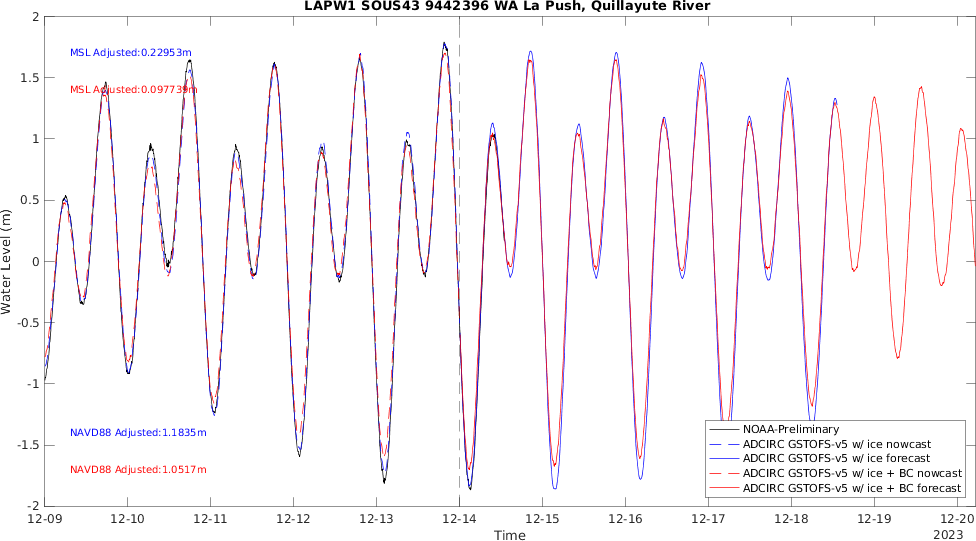 LAPW1 SOUS43 9442396 WA La Push, Quillayute River
2
1.5
1
0.5
0
-0.5
-1
-1.5
-2
Water Level (m)
MSL Adjusted:0.22953m
MSL Adjusted:0.097739m
NAVD88 Adjusted:1.1835m
NAVD88 Adjusted:1.0517m
NOAA-Preliminary
ADCIRC GSTOFS-v5 w/ ice nowcast
ADCIRC GSTOFS-v5 w/ ice forecast
ADCIRC GSTOFS-v5 w/ ice + BC nowcast
ADCIRC GSTOFS-v5 w/ ice + BC forecast
12-09 12-10 12-11 12-12 12-13 12-14 12-15 12-16 12-17 12-18 12-19 12-20
Time
2023